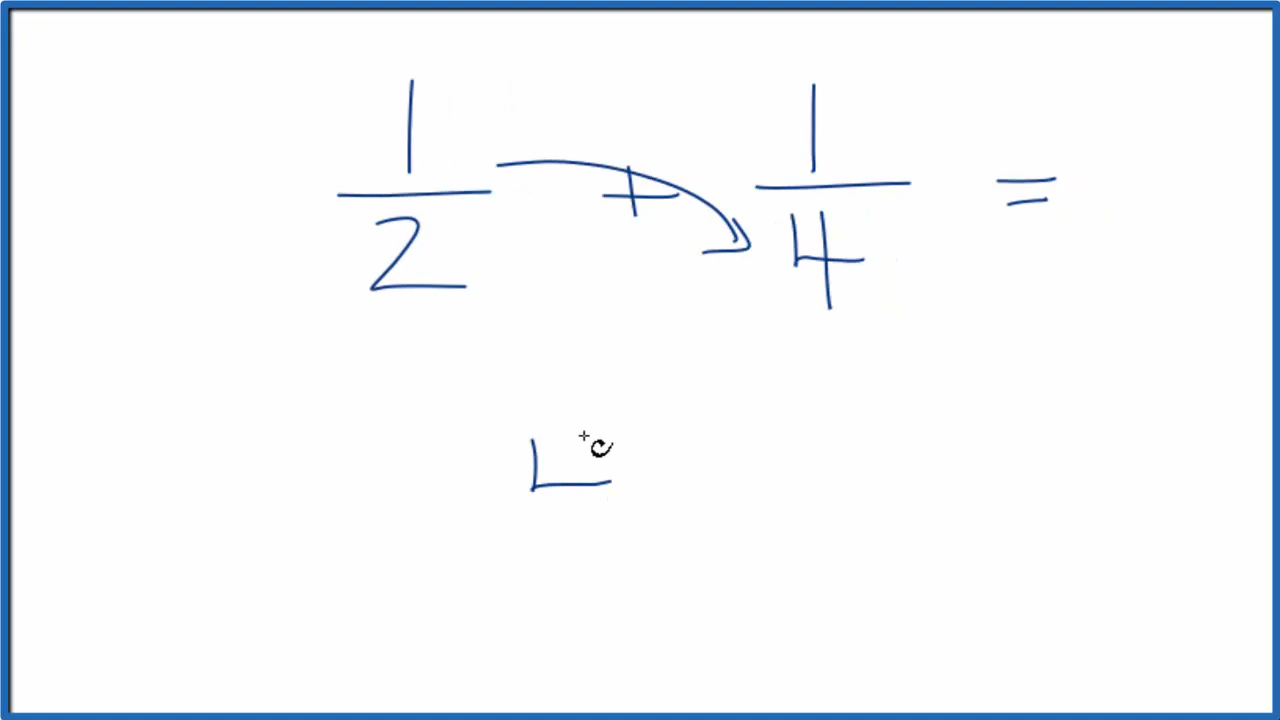 1/2 + 1/4 =